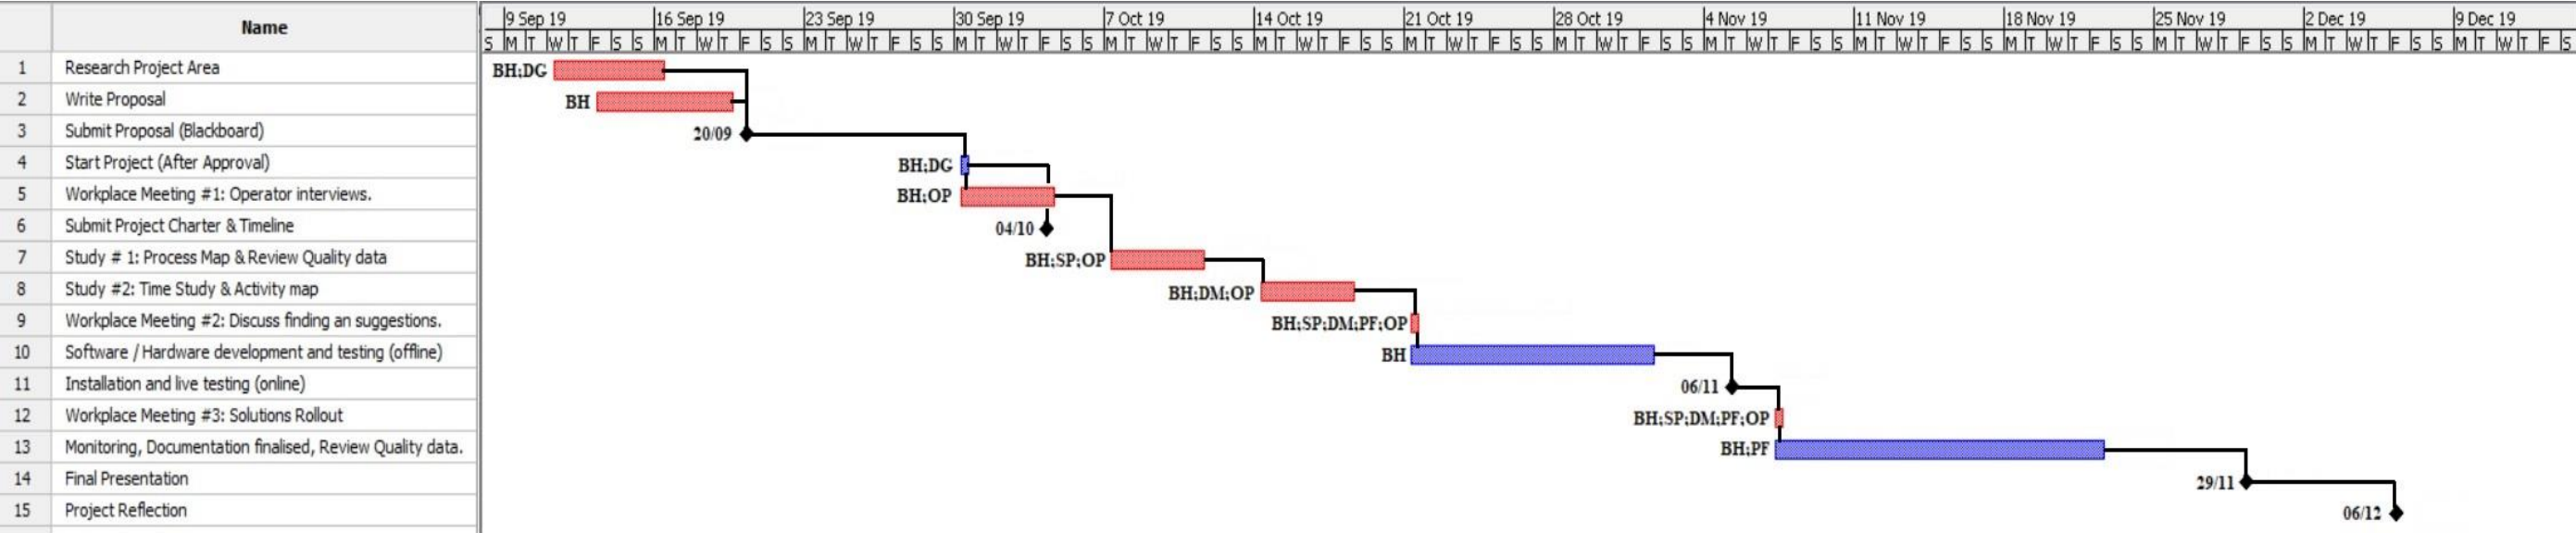 Name
9 Sep 19 16 Sep 19 23 Sep 19 30 Sep 19 7 Oct 19 14 Oct 19 21 Oct 19 28 Oct 19 4 Nov 19 11 Nov 19 18 Nov 19 25 Nov 19 2 Dec 19 9 Dec 19
S M T W T F S S M T W T F S S M T W T F S S M T W T F S S M T W T F S S M T W T F S S M T W T F S S M T W T F S S M T W T F S S M T W T F S S M T W T F S S M T W T F S S M T W T F S S M T W T F S
1 Research Project Area BH;DG
2 Write Proposal BH
3 Submit Proposal (Blackboard) 20/09
4 Start Project (After Approval) BH;DG
5 Workplace Meeting #1: Operator interviews. BH;OP
6 Submit Project Charter & Timeline 04/10
7 Study # 1: Process Map & Review Quality data BH;SP;OP
8 Study #2: Time Study & Activity map BH;DM;OP
9 Workplace Meeting #2: Discuss finding an suggestions. BH;SP;DM;PF;OP
10 Software / Hardware development and testing (offline) BH
11 Installation and live testing (online) 06/11
12 Workplace Meeting #3: Solutions Rollout BH;SP;DM;PF;OP
13 Monitoring, Documentation finalised, Review Quality data. BH;PF
14 Final Presentation 29/11
15 Project Reflection 06/12